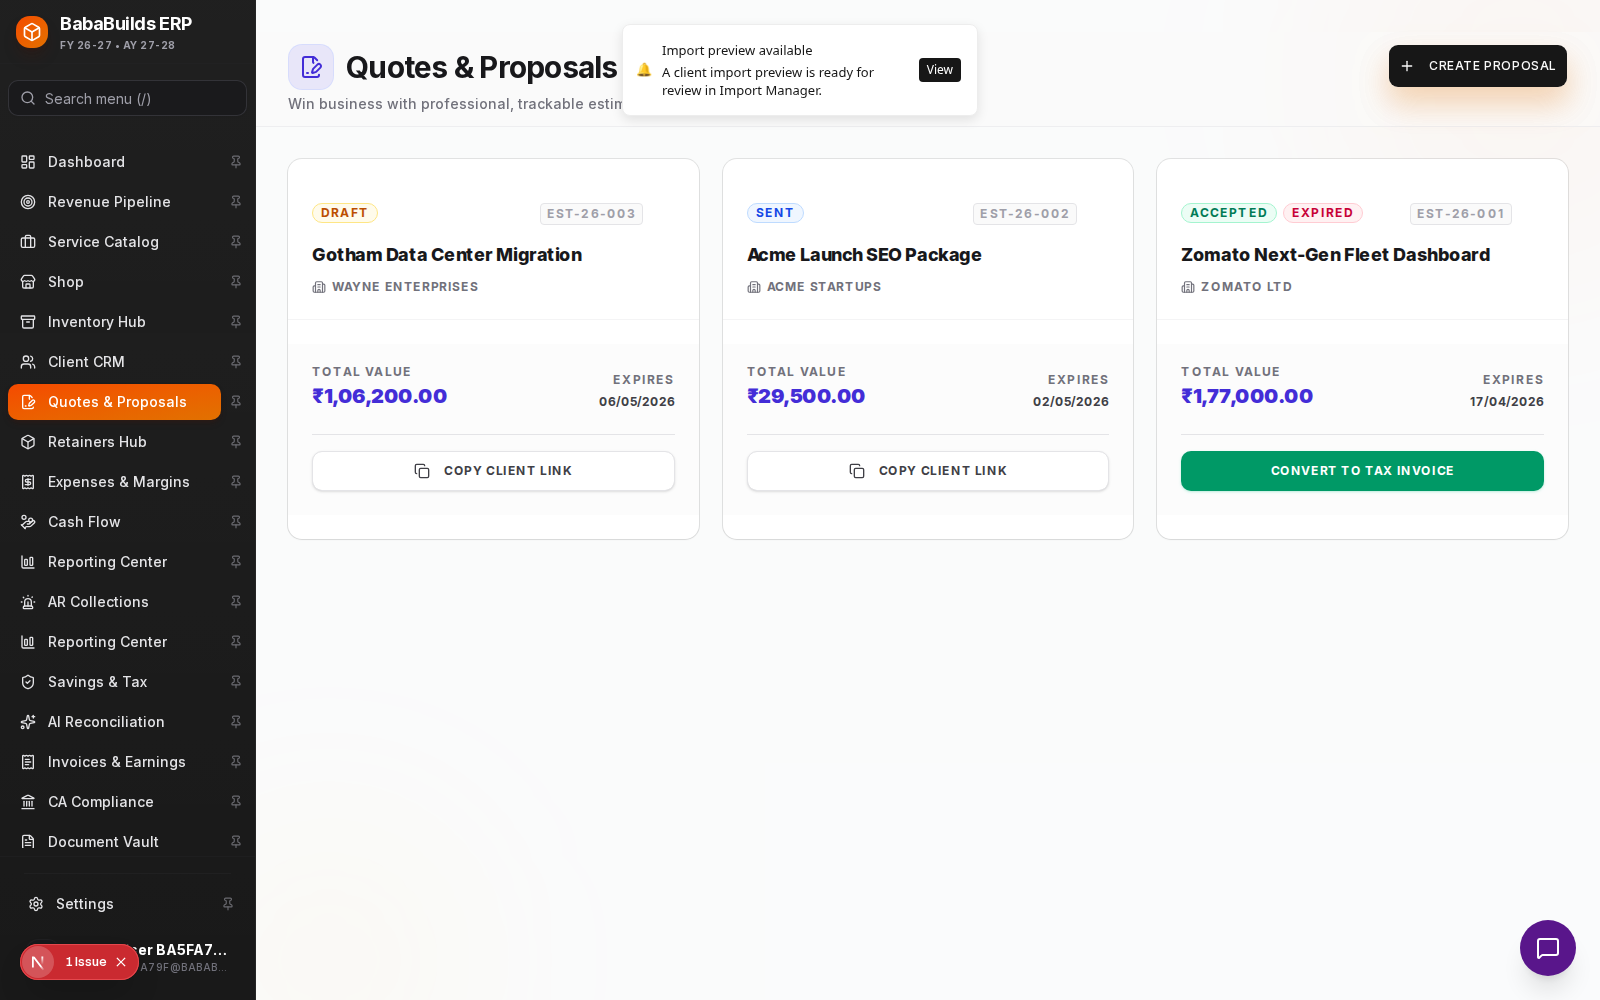 BabaBuilds ERP
FY 26-27 • AY 27-28
Search menu (/)
Dashboard
Revenue Pipeline
Service Catalog
Shop
Inventory Hub
Client CRM
Quotes & Proposals
Retainers Hub
Expenses & Margins
Cash Flow
Reporting Center
AR Collections
Reporting Center
Savings & Tax
AI Reconciliation
Invoices & Earnings
CA Compliance
Document Vault
Settings
ser BA5FA7...
A79F@BABAB...
1 Issue
Quotes & Proposals
Win business with professional, trackable estim
Import preview available
A client import preview is ready for
review in Import Manager.
View
CREATE PROPOSAL
DRAFT
EST-26-003
Gotham Data Center Migration
WAYNE ENTERPRISES
TOTAL VALUE
₹1,06,200.00
EXPIRES
06/05/2026
COPY CLIENT LINK
SENT
EST-26-002
Acme Launch SEO Package
ACME STARTUPS
TOTAL VALUE
₹29,500.00
EXPIRES
02/05/2026
COPY CLIENT LINK
ACCEPTED
EXPIRED
EST-26-001
Zomato Next-Gen Fleet Dashboard
ZOMATO LTD
TOTAL VALUE
₹1,77,000.00
EXPIRES
17/04/2026
CONVERT TO TAX INVOICE